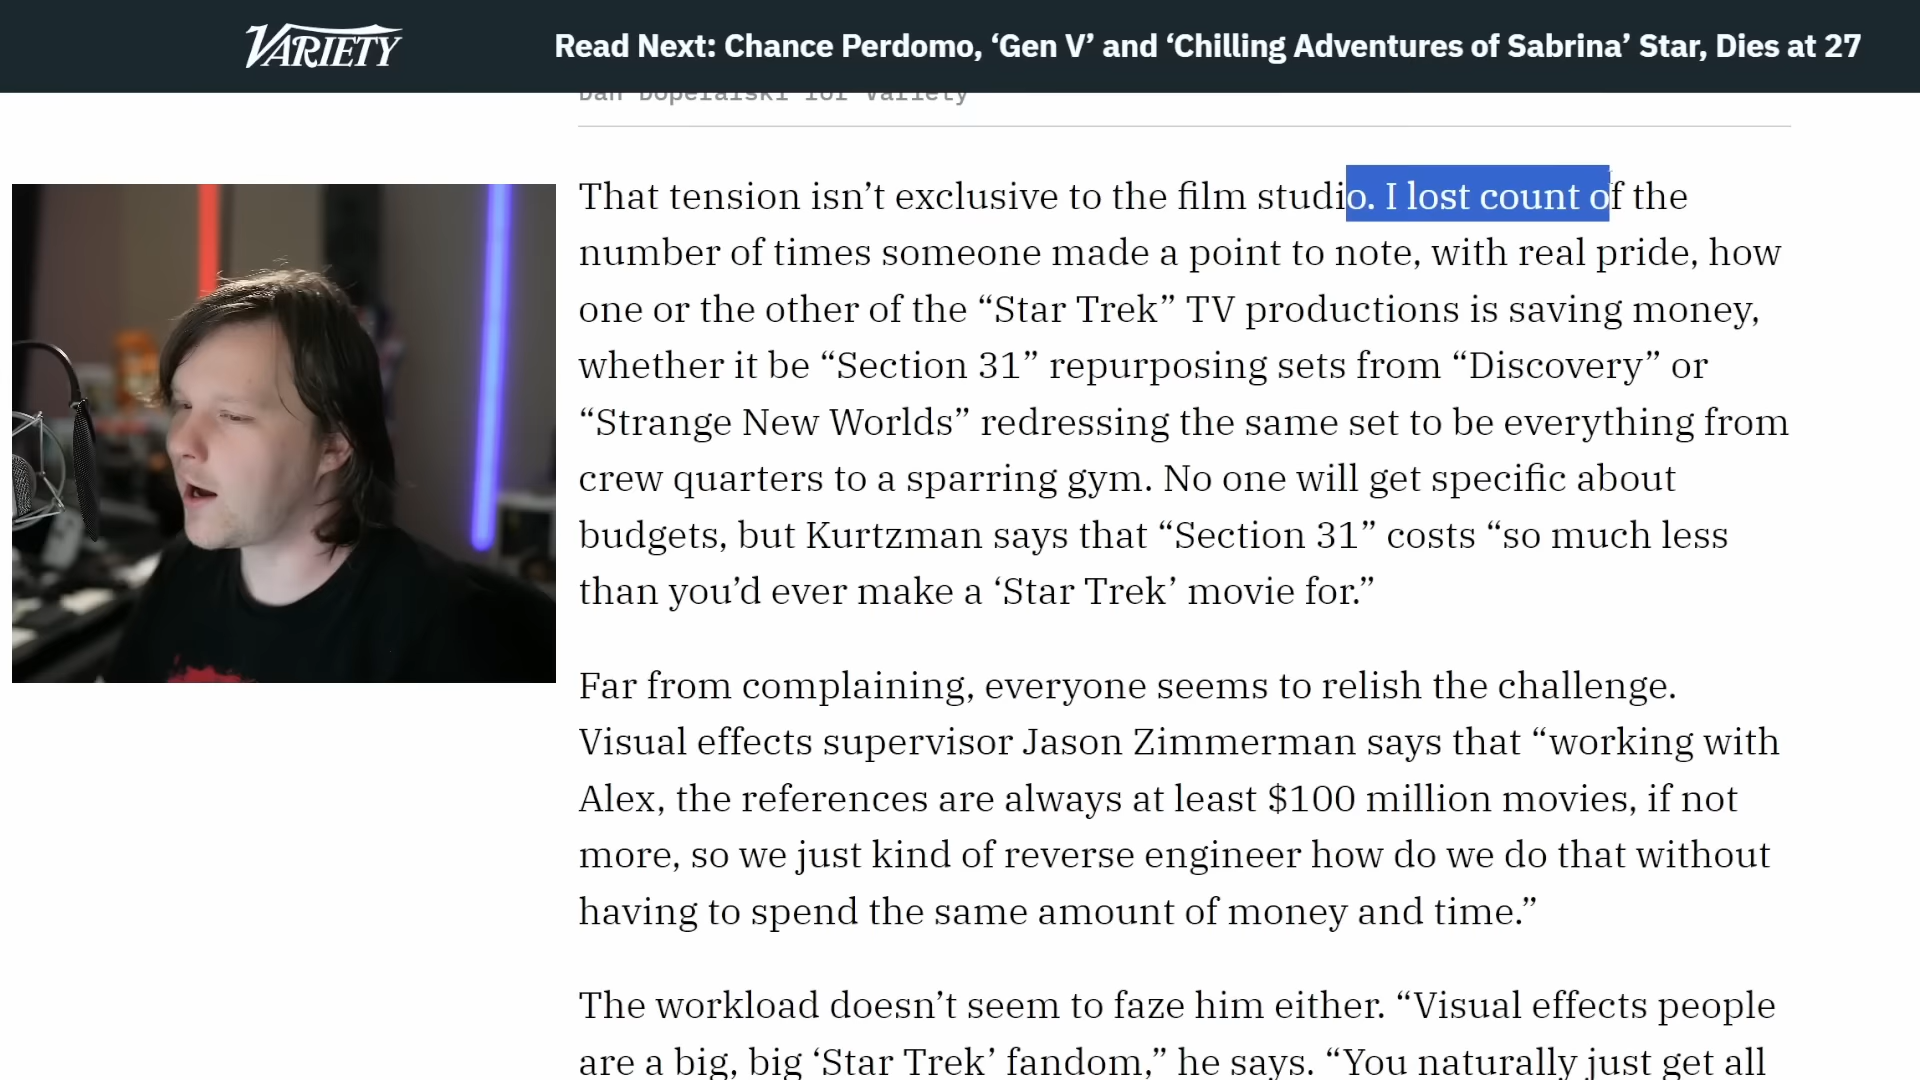 VARIETY
Read Next: Chance Perdomo, ‘Gen V’ and ‘Chilling Adventures of Sabrina’ Star, Dies at 27
Dan Doperalski for Variety
That tension isn’t exclusive to the film studio. I lost count of the
number of times someone made a point to note, with real pride, how
one or the other of the “Star Trek” TV productions is saving money,
whether it be “Section 31” repurposing sets from “Discovery” or
“Strange New Worlds” redressing the same set to be everything from
crew quarters to a sparring gym. No one will get specific about
budgets, but Kurtzman says that “Section 31” costs “so much less
than you’d ever make a ‘Star Trek’ movie for.”
Far from complaining, everyone seems to relish the challenge.
Visual effects supervisor Jason Zimmerman says that “working with
Alex, the references are always at least $100 million movies, if not
more, so we just kind of reverse engineer how do we do that without
having to spend the same amount of money and time.”
The workload doesn’t seem to faze him either. “Visual effects people
are a big, big ‘Star Trek’ fandom,” he says. “You naturally just get all